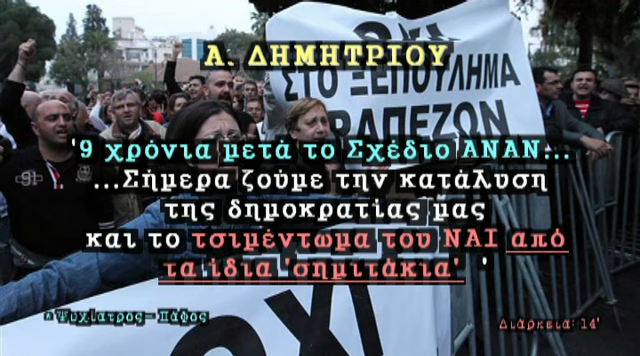 Α. ΔΗΜΗΤΡΙΟΥ
ΣΤΟ ΞΕΠΟΥΛΗΜΑ
ΤΡΑΠΕΖΩΝ
'9 χρόνια μετά το Σχέδιο ΑΝΑΝ...
...Σήμερα ζούμε την κατάλυση
της δημοκρατίας μας
και το τσιμέντωμα του ΝΑΙ από
τα ίδια 'σημιτάκια' '
ΟΧΙ
* Ψυχίατρος- Πάφος
Διάρκεια: 14'